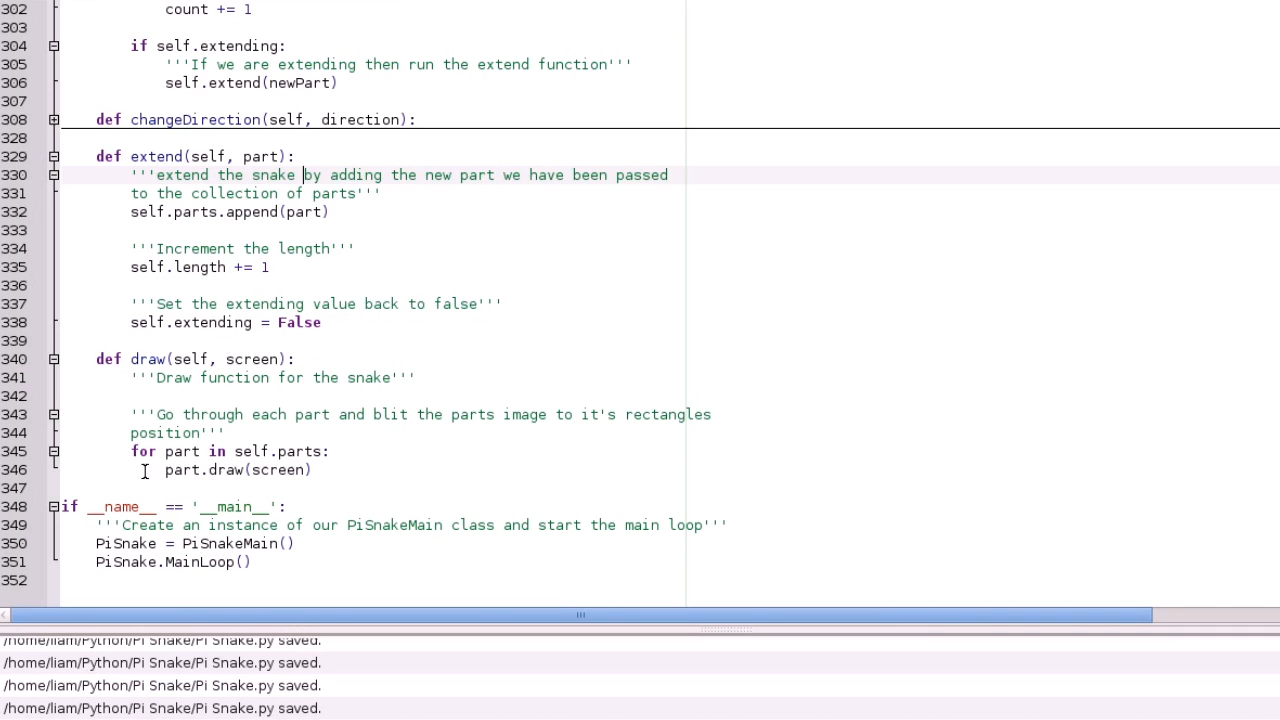 302 count += 1
303
304 if self.extending:
305 '''If we are extending then run the extend function'''
306 self.extend(newPart)
307
308 def changeDirection(self, direction):
328
329 def extend(self, part):
330 '''extend the snake by adding the new part we have been passed
331 to the collection of parts'''
332 self.parts.append(part)
333
334 '''Increment the length'''
335 self.length += 1
336
337 '''Set the extending value back to false'''
338 self.extending = False
339
340 def draw(self, screen):
341 '''Draw function for the snake'''
342
343 '''Go through each part and blit the parts image to it's rectangles
344 position'''
345 for part in self.parts:
346 part.draw(screen)
347
348 if __name__ == '__main__':
349 '''Create an instance of our PiSnakeMain class and start the main loop'''
350 PiSnake = PiSnakeMain()
351 PiSnake.MainLoop()
352
/home/liam/Python/Pi Snake/Pi Snake.py saved.
/home/liam/Python/Pi Snake/Pi Snake.py saved.
/home/liam/Python/Pi Snake/Pi Snake.py saved.
/home/liam/Python/Pi Snake/Pi Snake.py saved.